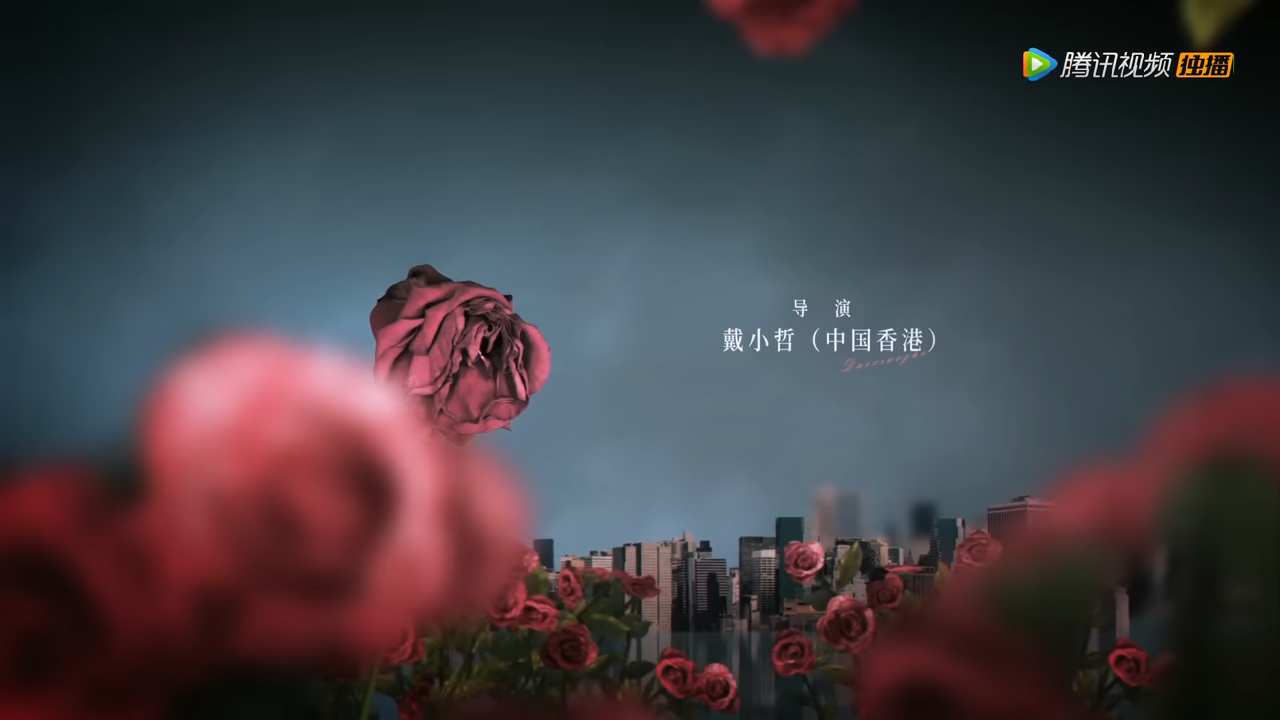 腾讯视频 独播
导 演
戴小哲（中国香港）